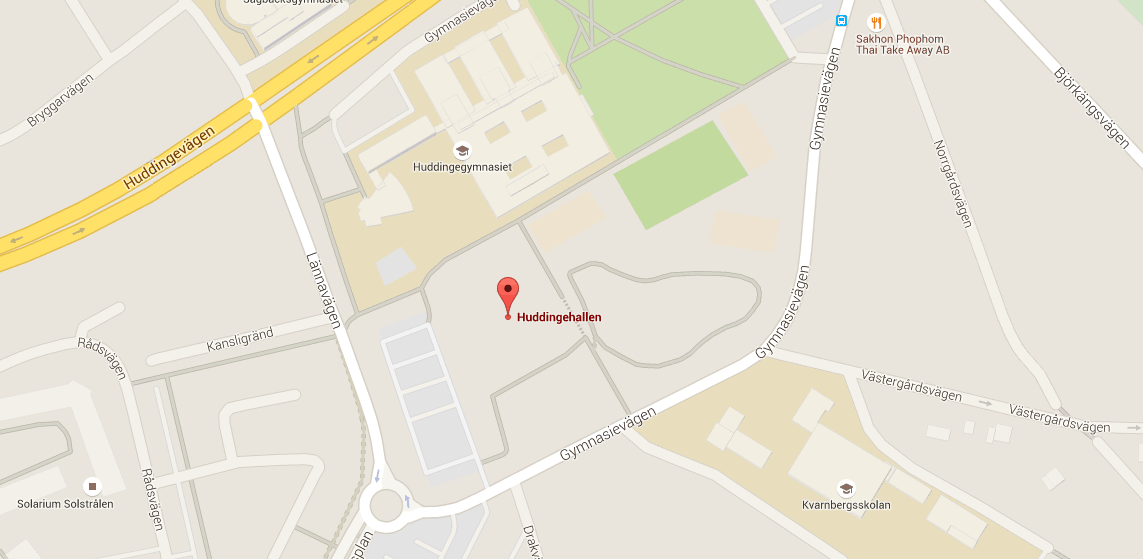 Sågbäcksgymnasiet
Gymnasievägen
Sakhon Phophom
Thai Take Away AB
Björkängsvägen
Bryggarvägen
Huddingevägen
Huddingegymnasiet
Gymnasievägen
Norrgårdsvägen
Lännavägen
Gymnasievägen
Huddingehallen
Kansligränd
Rådsvägen
Västergårdsvägen
Västergårdsvägen
Gymnasievägen
Rådsvägen
Solarium Solstrålen
Kvarnbergsskolan